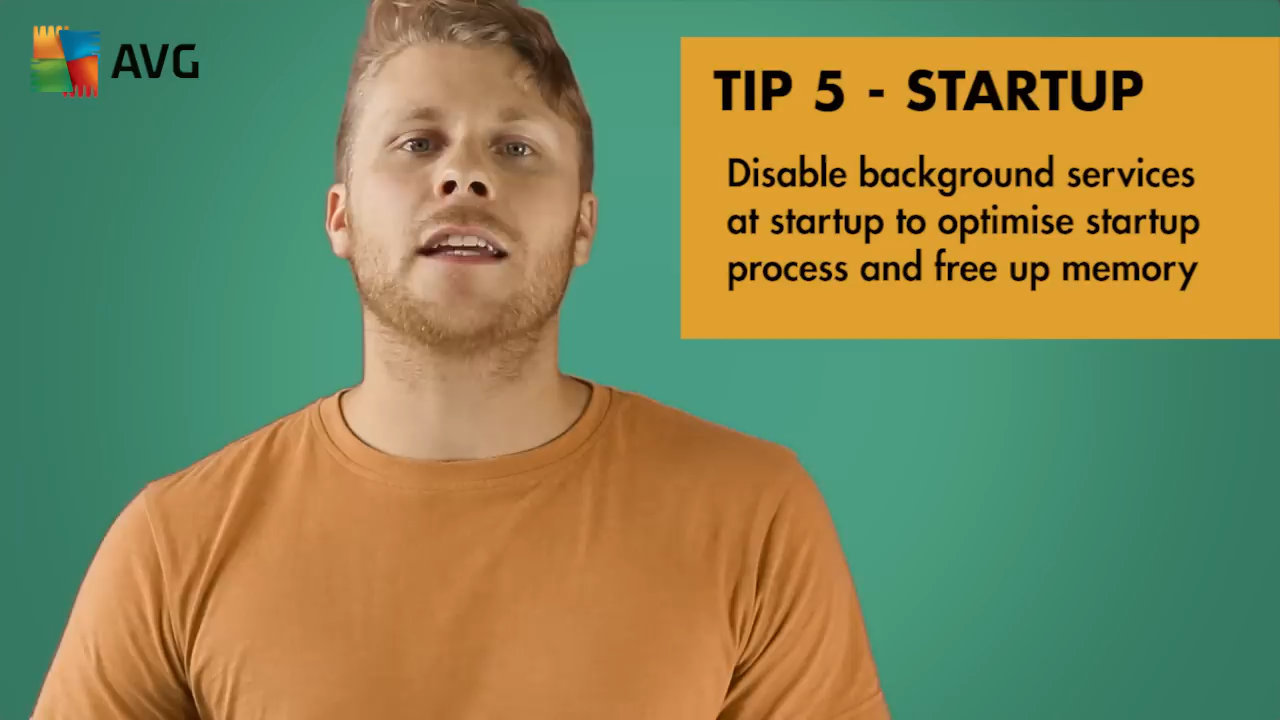 AVG
TIP 5 - STARTUP
Disable background services
at startup to optimise startup
process and free up memory